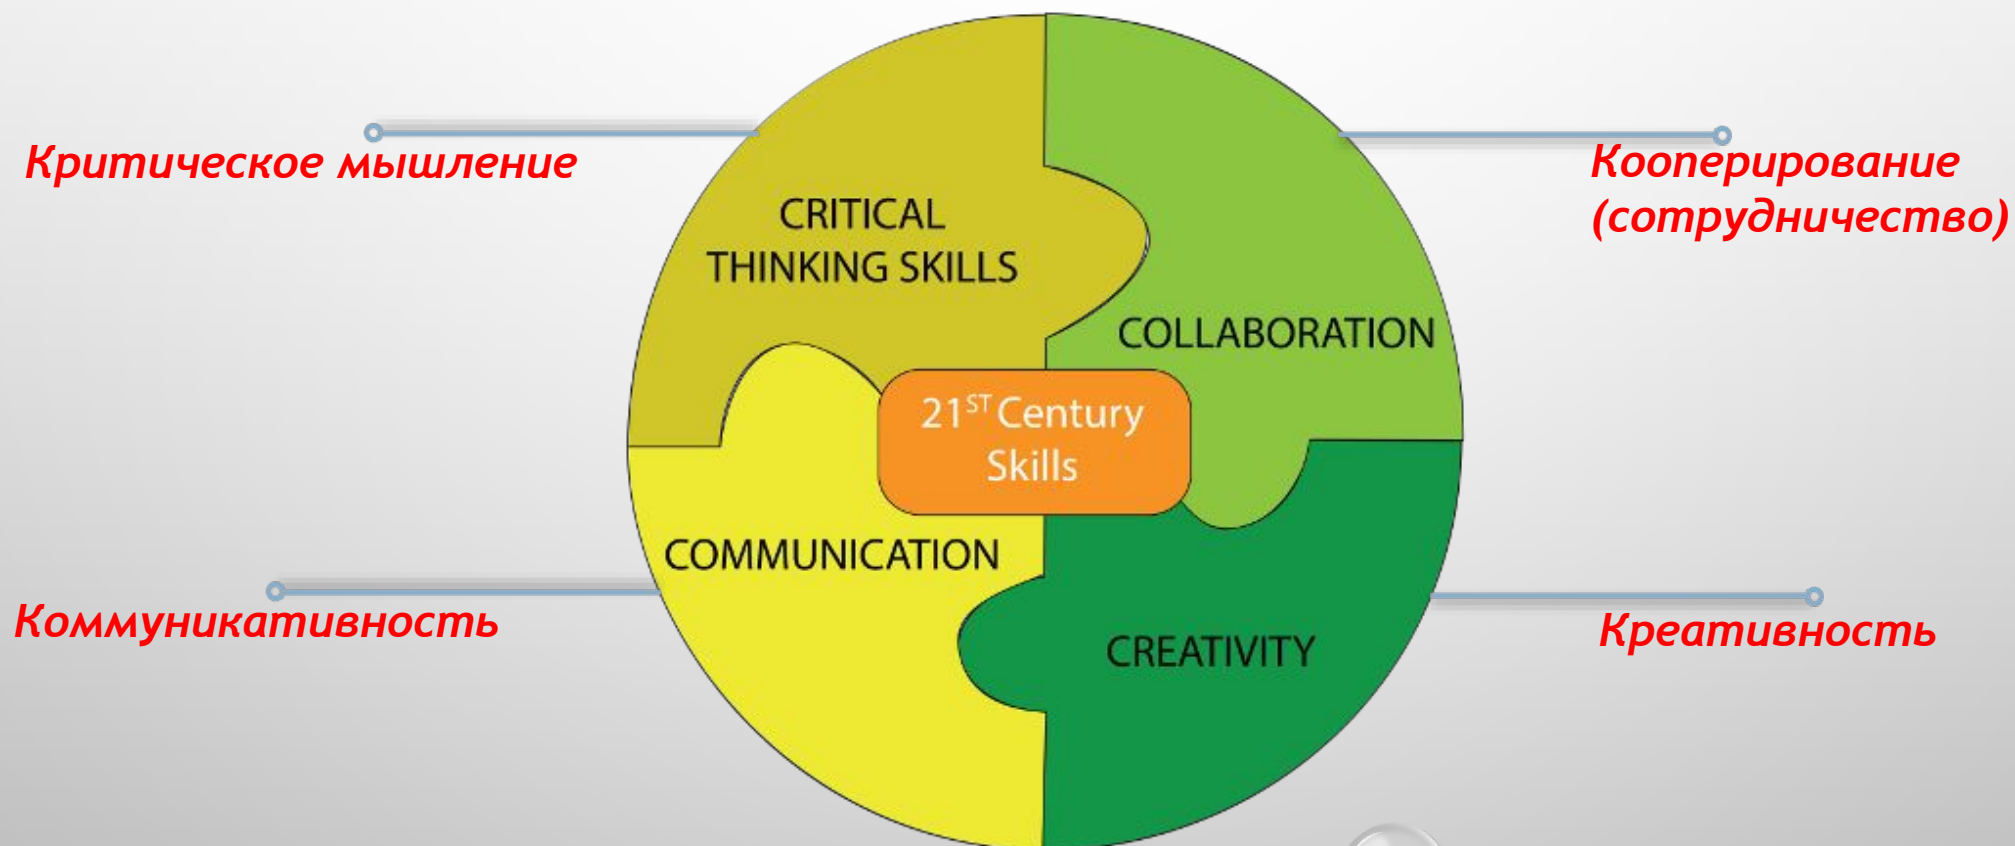 Критическое мышление
Кооперирование
(сотрудничество)
CRITICAL
THINKING SKILLS
COLLABORATION
21ST Century
Skills
COMMUNICATION
CREATIVITY
Коммуникативность
Креативность